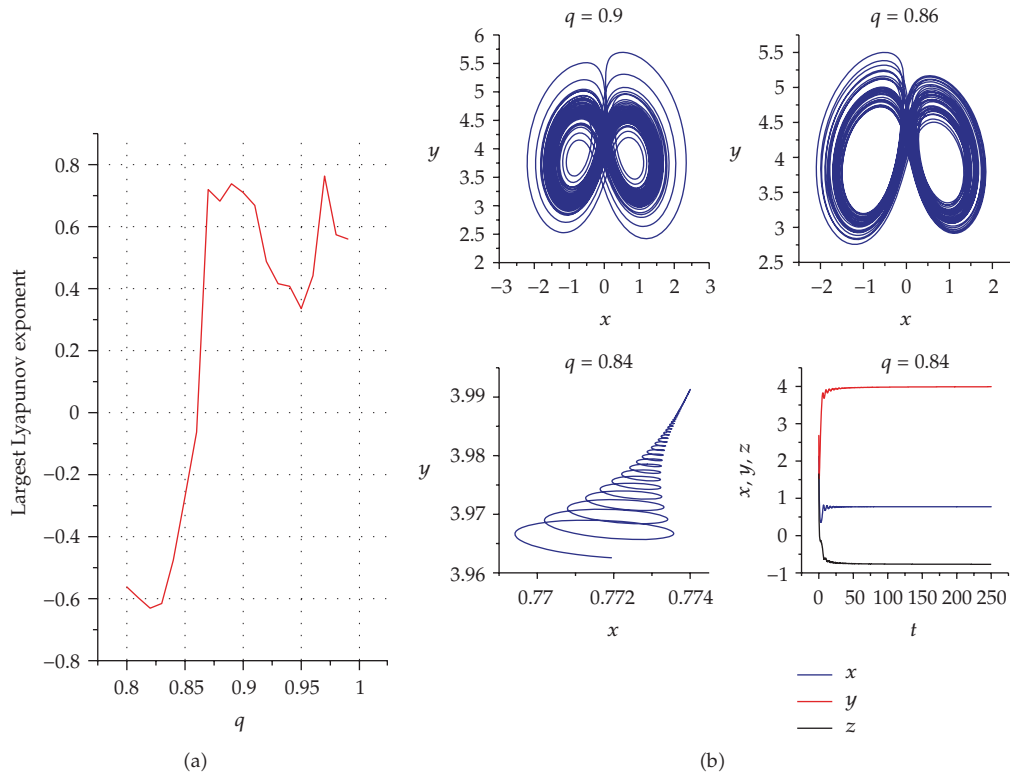 Largest Lyapunov exponent
0.8
0.6
0.4
0.2
0
−0.2
−0.4
−0.6
−0.8
0.8 0.85 0.9 0.95 1
q
(a)
q = 0.9
y
6
5.5
5
4.5
4
3.5
3
2.5
2
−3 −2 −1 0 1 2 3
x
q = 0.86
y
5.5
5
4.5
4
3.5
3
2.5
−2 −1 0 1 2
x
q = 0.84
y
3.99
3.98
3.97
3.96
0.77 0.772 0.774
x
q = 0.84
x, y, z
4
3
2
1
0
−1
0 50 100 150 200 250
t
x
y
z
(b)